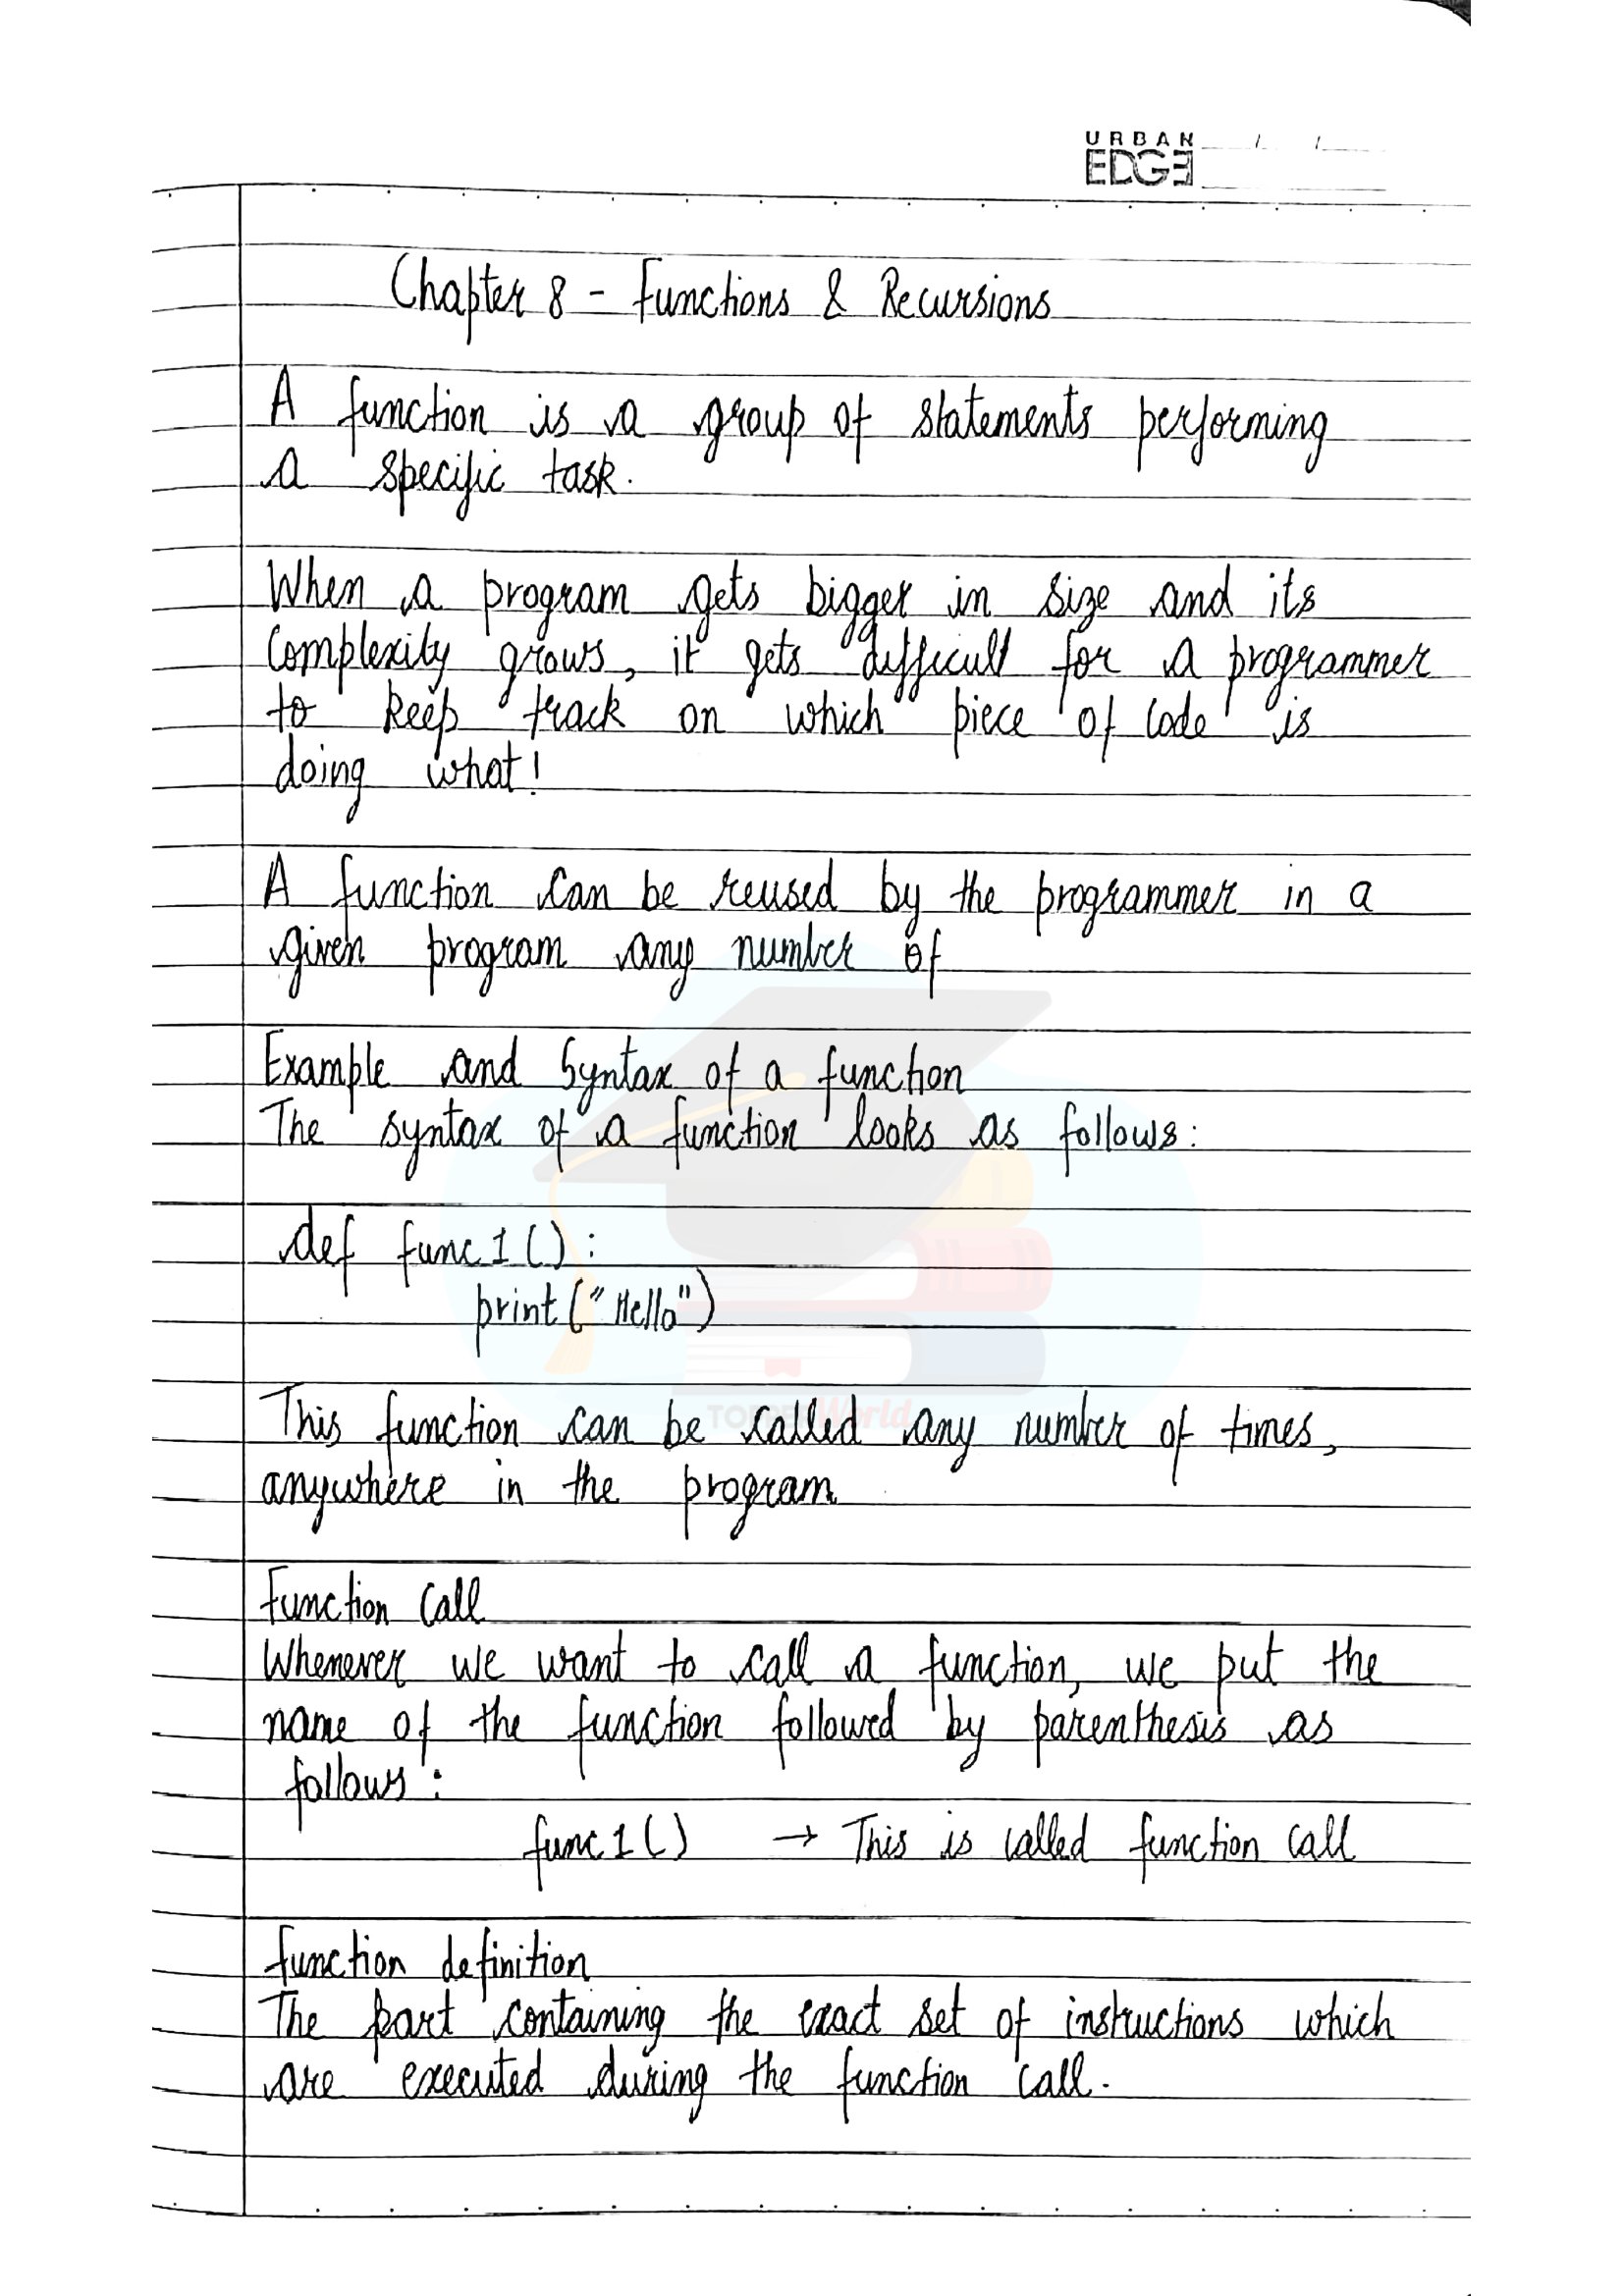 URBAN
EDGE
Chapter 8 - Functions & Recursions
A function is a group of statements performing
a specific task.
When a program gets bigger in size and its
complexity grows, it gets difficult for a programmer
to keep track on which piece of code is
doing what!
A function can be reused by the programmer in a
given program any number of
Example and Syntax of a function
The syntax of a function looks as follows:
def func1():
print("Hello")
TOPPERWorld
This function can be called any number of times,
anywhere in the program
Function call
Whenever we want to call a function, we put the
name of the function followed by parenthesis as
follows:
func1() → This is called function call
function definition
The part containing the exact set of instructions which
are executed during the function call.